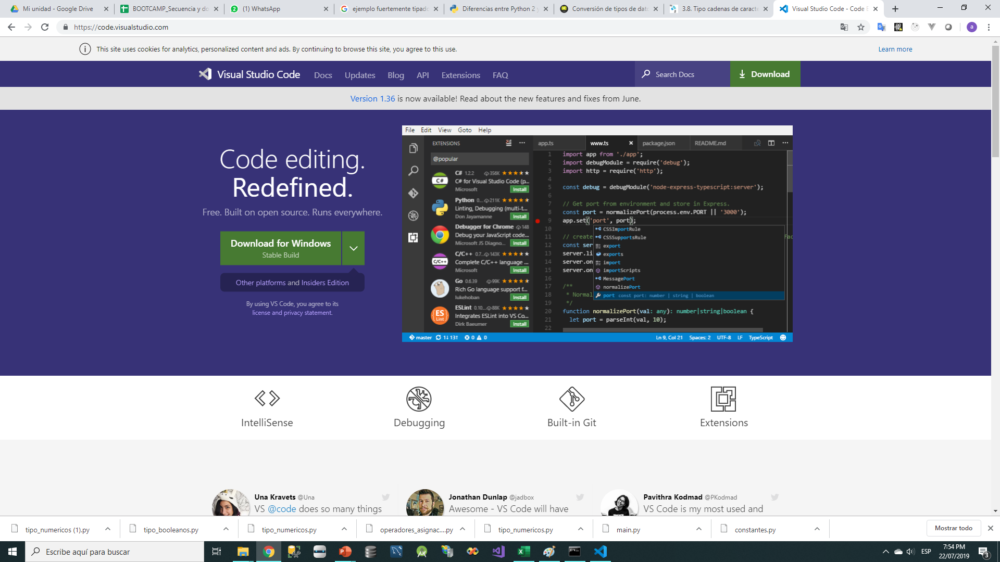 Mi unidad - Google Drive
BOOTCAMP_Secuencia y do
(1) WhatsApp
ejemplo fuertemente tipado
Diferencias entre Python 2 y
Conversión de tipos de dato
3.8. Tipo cadenas de caracte
Visual Studio Code - Code E
https://code.visualstudio.com
a
This site uses cookies for analytics, personalized content and ads. By continuing to browse this site, you agree to this use.
Learn more
Visual Studio Code
Docs
Updates
Blog
API
Extensions
FAQ
Search Docs
Download
Version 1.36 is now available! Read about the new features and fixes from June.
Code editing.
Redefined.
Free. Built on open source. Runs everywhere.
Download for Windows
Stable Build
Other platforms and Insiders Edition
By using VS Code, you agree to its
license and privacy statement.
File Edit View Goto Help
EXTENSIONS
@popular
C# 1.2.2 356K
C# for Visual Studio Code (p...
Microsoft Install
Python 0... 211K
Linting, Debugging (multi-t...
Don Jayamanne Install
Debugger for Chrome 148
Debug your JavaScript code...
Microsoft JS Diagno... Install
C/C++ 0.7... 143K
Complete C/C++ language ...
Microsoft Install
Go 0.6.39 99K
Rich Go language support f...
lukehoban Install
ESLint 0.10... 88K
Integrates ESLint into VS Co...
Dirk Baeumer Install
C#
C/C++
ES
Lint
app.ts
www.ts
package.json
README.md
1 import app from './app';
2 import debugModule = require('debug');
3 import http = require('http');
4
5 const debug = debugModule('node-express-typescript:server');
6
7 // Get port from environment and store in Express.
8 const port = normalizePort(process.env.PORT || '3000');
9 app.set('port', port);
10
11 // create
12 const ser
13 server.li
14 server.on
15 server.on
16
17 /**
18 * Normal
19 */
20 function normalizePort(val: any): number|string|boolean {
21 let port = parseInt(val, 10);
22
CSSImportRule
CSSSupportsRule
export
exports
import
importScripts
MessagePort
normalizePort
port const port: number | string | boolean
master 1↓ 13↑ 0 0
Ln 9, Col 21 Spaces: 2 UTF-8 LF TypeScript
IntelliSense
Debugging
Built-in Git
Extensions
Una Kravets @Una
VS @code does so many things
Jonathan Dunlap @jadbox
Awesome - VS Code will have
Pavithra Kodmad @PKodmad
VS Code is my most used and
tipo_numericos (1).py
tipo_booleanos.py
tipo_numericos.py
operadores_asignac....py
tipo_numericos.py
main.py
constantes.py
Mostrar todo
Escribe aquí para buscar
ESP
7:54 PM
22/07/2019
3